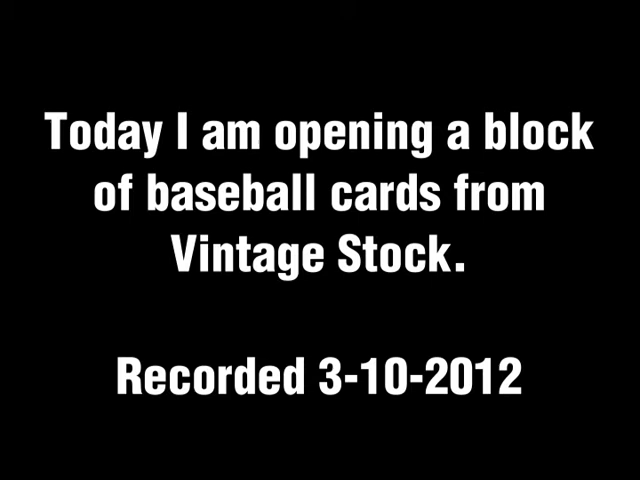 Today I am opening a block
of baseball cards from
Vintage Stock.
Recorded 3-10-2012